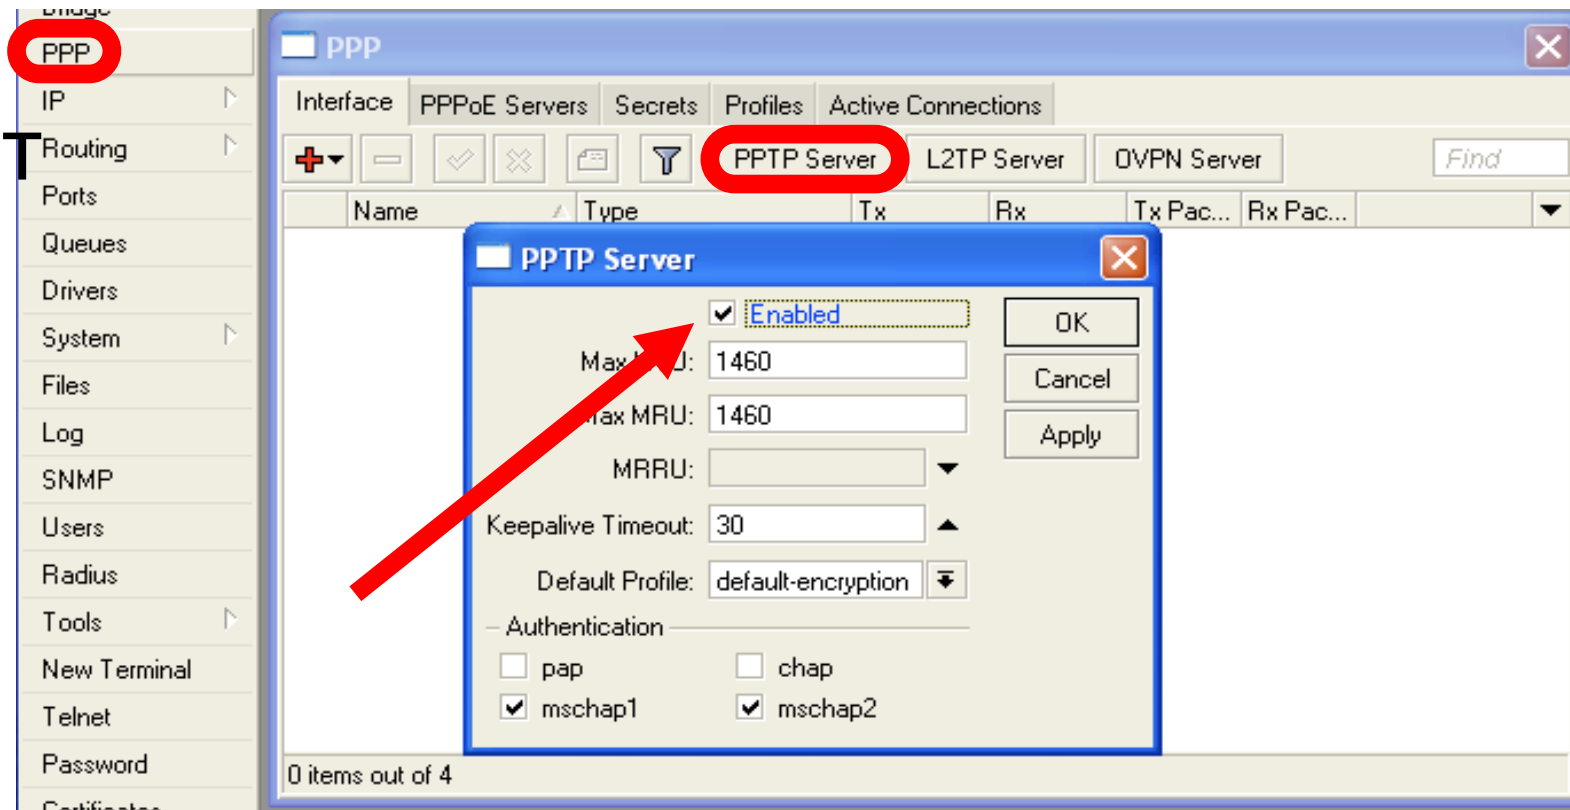 Bridge
PPP
IP
T
Routing
Ports
Queues
Drivers
System
Files
Log
SNMP
Users
Radius
Tools
New Terminal
Telnet
Password
Certificates
PPP
Interface PPPoE Servers Secrets Profiles Active Connections
PPTP Server L2TP Server OVPN Server Find
Name Type Tx Rx Tx Pac... Rx Pac...
PPTP Server
Enabled
OK
Max 1460
Cancel
Max MRU: 1460
Apply
MRRU:
Keepalive Timeout: 30
Default Profile: default-encryption
Authentication
pap chap
mschap1 mschap2
0 items out of 4